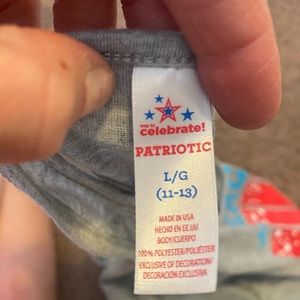 way to
celebrate!
PATRIOTIC
L/G
(11-13)
MADE IN USA
HECHO EN EE.UU
BODY/CUERPO
100% POLYESTER/POLIÉSTER
EXCLUSIVE OF DECORATION/
DECORACIÓN EXCLUSIVA